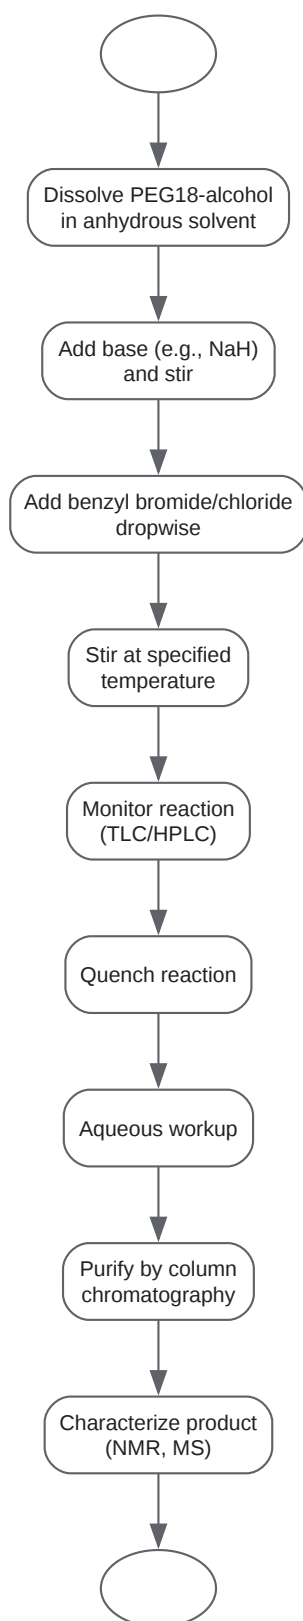 Dissolve PEG18-alcohol
in anhydrous solvent
Add base (e.g., NaH)
and stir
Add benzyl bromide/chloride
dropwise
Stir at specified
temperature
Monitor reaction
(TLC/HPLC)
Quench reaction
Aqueous workup
Purify by column
chromatography
Characterize product
(NMR, MS)